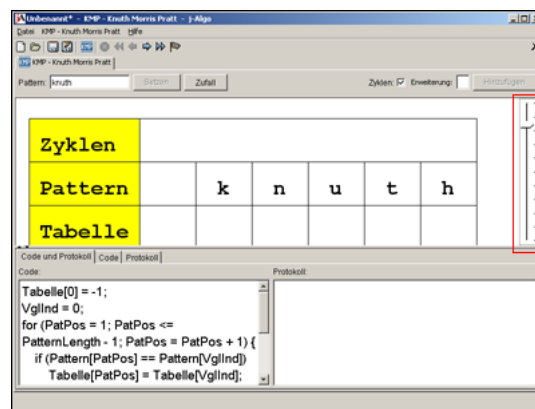 Unbenannt* - KMP - Knuth Morris Pratt - j-Algo
Datei KMP - Knuth Morris Pratt Hilfe
KMP - Knuth Morris Pratt
Pattern: knuth Setzen Zufall Zyklen: Erweiterung: Hinzufügen
Zyklen
Pattern k n u t h
Tabelle
Code und Protokoll Code Protokoll
Code: Protokoll:
Tabelle[0] = -1;
VglInd = 0;
for (PatPos = 1; PatPos <=
PatternLength - 1; PatPos = PatPos + 1) {
if (Pattern[PatPos] == Pattern[VglInd])
Tabelle[PatPos] = Tabelle[VglInd];